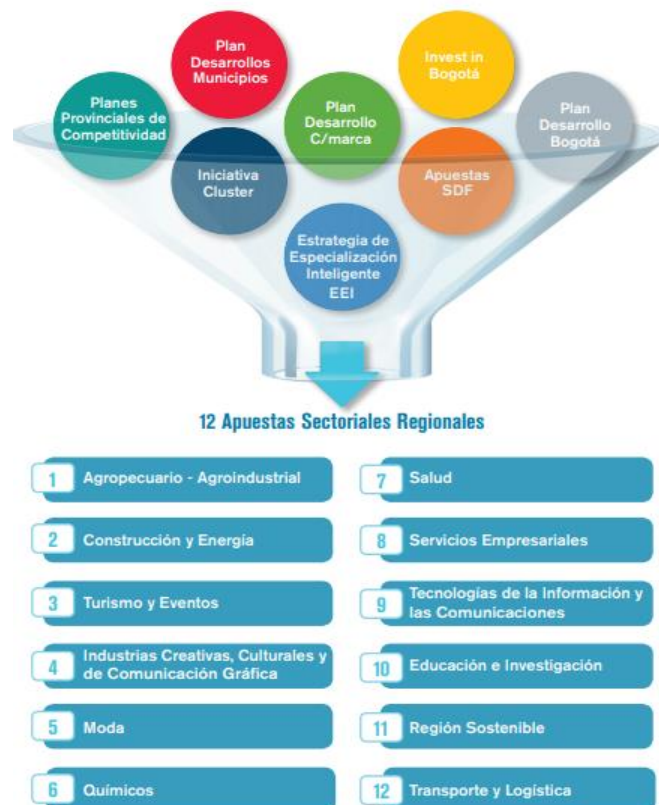 Plan
Desarrollos
Municipios
Invest in
Bogotá
Planes
Provinciales de
Competitividad
Plan
Desarrollo
C/marca
Plan
Desarrollo
Bogotá
Iniciativa
Cluster
Apuestas
SDF
Estrategia de
Especialización
Inteligente
EEI
12 Apuestas Sectoriales Regionales
1 Agropecuario - Agroindustrial
2 Construcción y Energía
3 Turismo y Eventos
4 Industrias Creativas, Culturales y
de Comunicación Gráfica
5 Moda
6 Químicos
7 Salud
8 Servicios Empresariales
9 Tecnologías de la Información y
las Comunicaciones
10 Educación e Investigación
11 Región Sostenible
12 Transporte y Logística